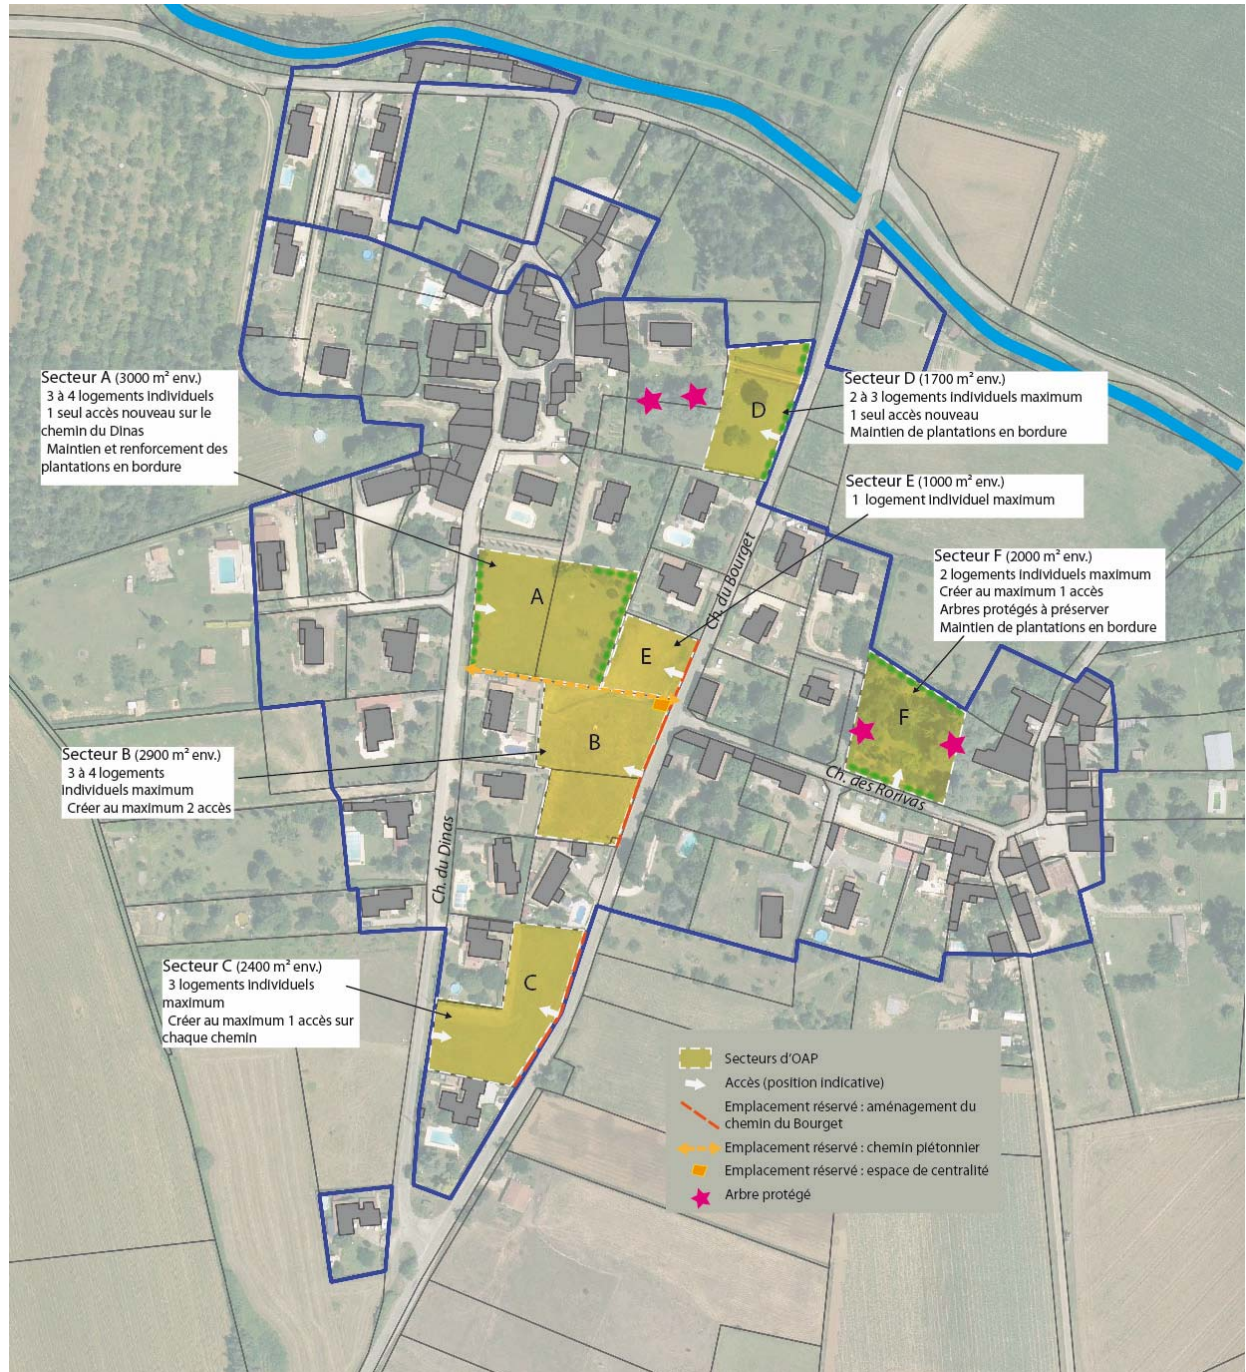 Secteur A (3000 m² env.)
3 à 4 logements individuels
1 seul accès nouveau sur le
chemin du Dinas
Maintien et renforcement des
plantations en bordure
Secteur D (1700 m² env.)
2 à 3 logements individuels maximum
1 seul accès nouveau
Maintien de plantations en bordure
D
Secteur E (1000 m² env.)
1 logement individuel maximum
Ch. du Bourget
Secteur F (2000 m² env.)
2 logements individuels maximum
Créer au maximum 1 accès
Arbres protégés à préserver
Maintien de plantations en bordure
A
E
F
B
Secteur B (2900 m² env.)
3 à 4 logements
individuels maximum
Créer au maximum 2 accès
Ch. des Rorivas
Ch. du Dinas
Secteur C (2400 m² env.)
3 logements individuels
maximum
Créer au maximum 1 accès sur
chaque chemin
C
Secteurs d'OAP
Accès (position indicative)
Emplacement réservé : aménagement du
chemin du Bourget
Emplacement réservé : chemin piétonnier
Emplacement réservé : espace de centralité
Arbre protégé